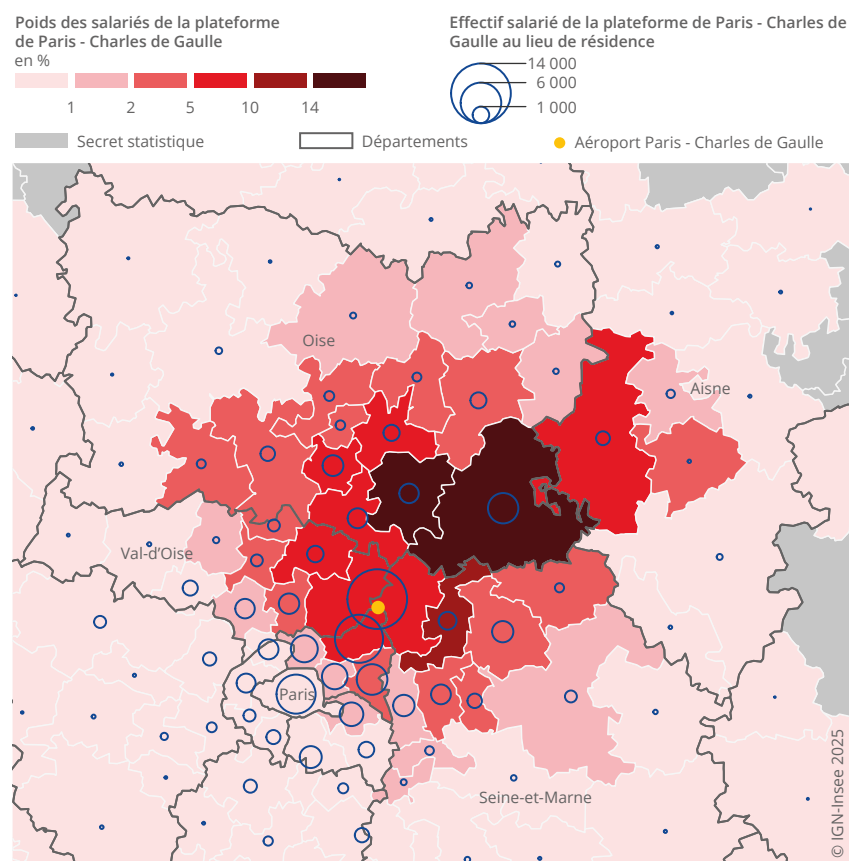 Poids des salariés de la plateforme
de Paris - Charles de Gaulle
en %
1 2 5 10 14
Effectif salarié de la plateforme de Paris - Charles de
Gaulle au lieu de résidence
14 000
6 000
1 000
Secret statistique
Départements
Aéroport Paris - Charles de Gaulle
Oise
Aisne
Val-d’Oise
Paris
Seine-et-Marne
© IGN-Insee 2025